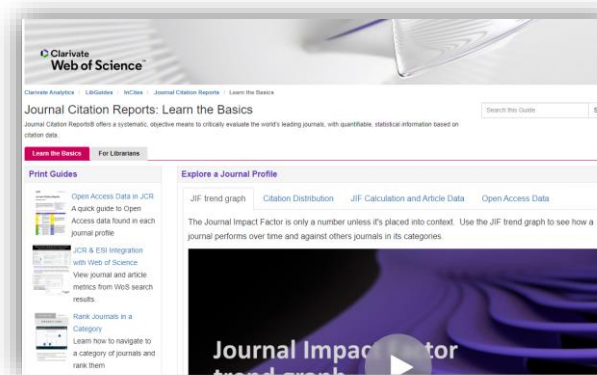 Clarivate
Web of Science™
Clarivate Analytics / LibGuides / InCites / Journal Citation Reports / Learn the Basics
Journal Citation Reports: Learn the Basics
Search this Guide
Journal Citation Reports® offers a systematic, objective means to critically evaluate the world's leading journals, with quantifiable, statistical information based on
citation data.
Learn the Basics
For Librarians
Print Guides
Open Access Data in JCR
A quick guide to Open
Access data found in each
journal profile
JCR & ESI Integration
with Web of Science
View journal and article
metrics from WoS search
results.
Rank Journals in a
Category
Learn how to navigate to
a category of journals and
rank them
Explore a Journal Profile
JIF trend graph
Citation Distribution
JIF Calculation and Article Data
Open Access Data
The Journal Impact Factor is only a number unless it's placed into context. Use the JIF trend graph to see how a
journal performs over time and against others journals in its categories.
Journal Impact Factor
trend graph